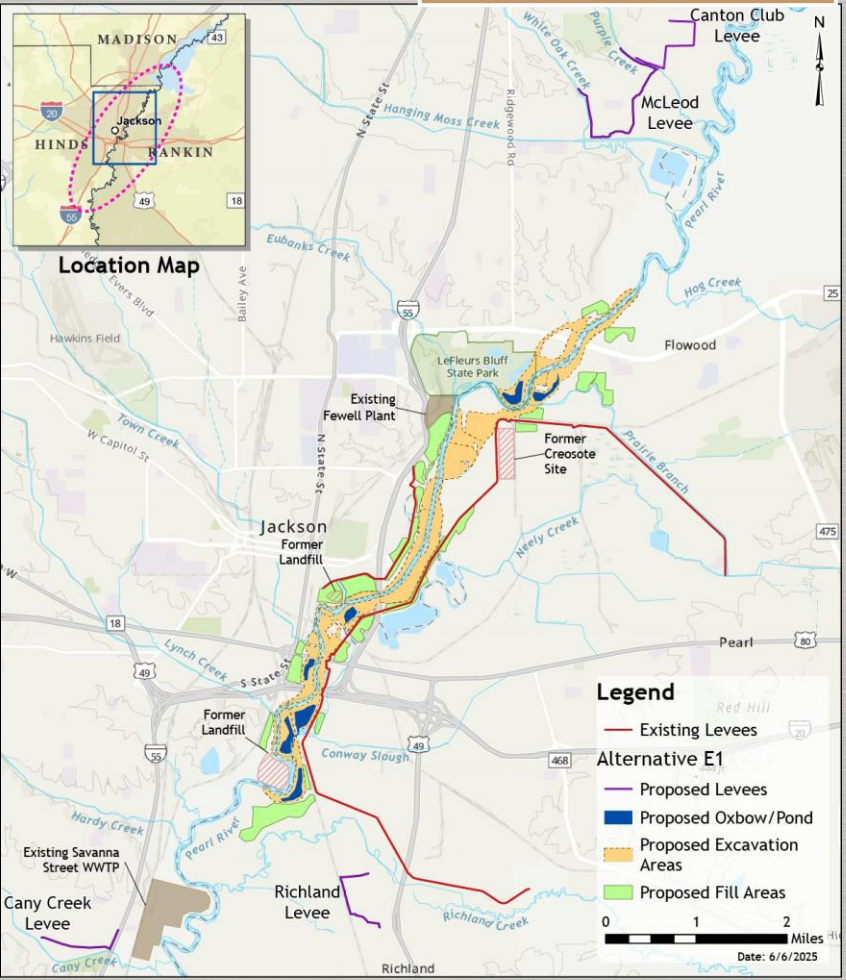 MADISON
43
20
Jackson
HINDS
RANKIN
49
18
55
Location Map
N
Canton Club
Levee
McLeod
Levee
White Oak Creek
Purple Creek
Hanging Moss Creek
N State St
Ridgewood Rd
Pearl River
Eubanks Creek
Evers Blvd
Bailey Ave
Hog Creek
25
55
Hawkins Field
Flowood
LeFleurs Bluff
State Park
Existing
Fewell Plant
Town Creek
W Capitol St
N State St
Former
Creosote
Site
Prairie Branch
Jackson
Former
Landfill
Neely Creek
475
18
Lynch Creek
Pearl
80
49
S State St
Former
Landfill
Red Hill
20
55
Conway Slough
49
468
Hardy Creek
Pearl River
Existing Savanna
Street WWTP
Cany Creek
Levee
Cany Creek
Richland
Levee
Richland Creek
Richland
Legend
Existing Levees
Alternative E1
Proposed Levees
Proposed Oxbow/Pond
Proposed Excavation
Areas
Proposed Fill Areas
0 1 2
Miles
Date: 6/6/2025